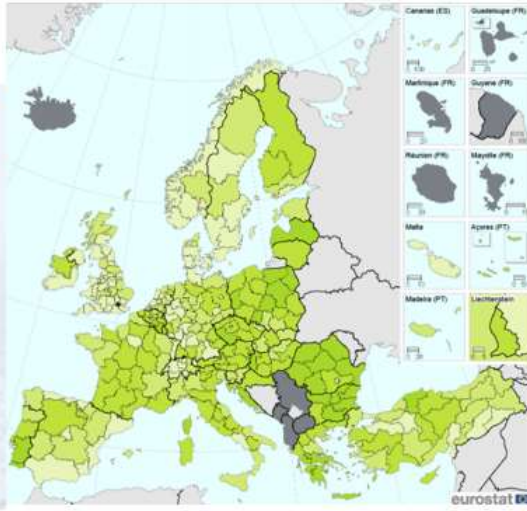 Canarias (ES)
Guadeloupe (FR)
Martinique (FR)
Guyane (FR)
Réunion (FR)
Mayotte (FR)
Malta
Açores (PT)
Madeira (PT)
Liechtenstein
eurostat